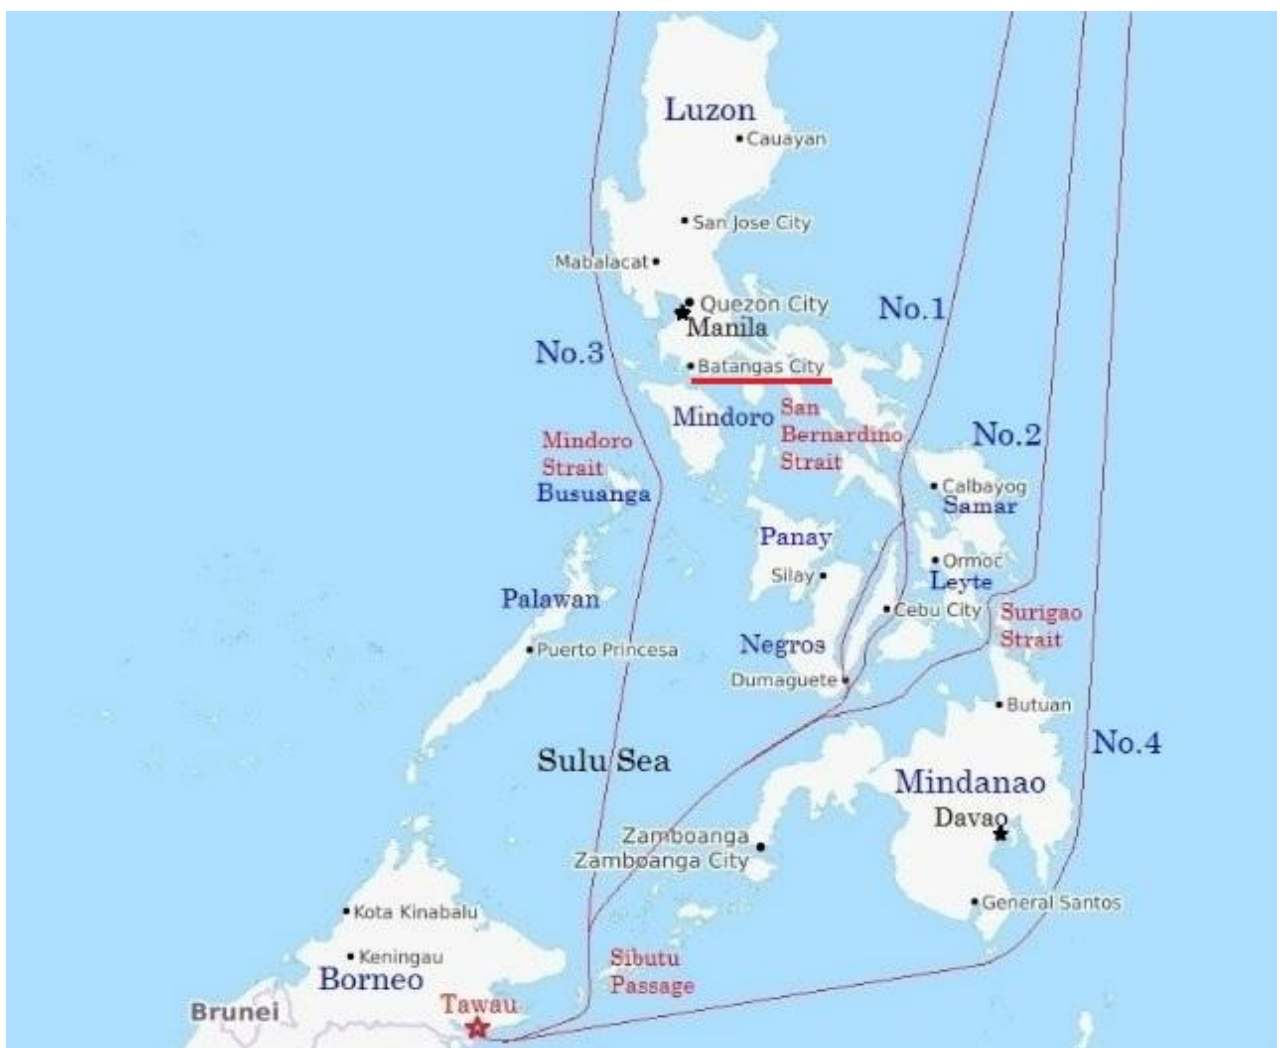 Luzon
Cauayan
San Jose City
Mabalacat
Quezon City
Manila
No.1
No.3
Batangas City
Mindoro
San
Bernardino
Strait
No.2
Mindoro
Strait
Busuanga
Calbayog
Samar
Panay
Silay
Ormoc
Leyte
Palawan
Cebu City
Surigao
Strait
Negros
Puerto Princesa
Dumaguete
Butuan
No.4
Sulu Sea
Mindanao
Davao
Zamboanga
Zamboanga City
General Santos
Kota Kinabalu
Keningau
Sibutu
Passage
Borneo
Tawau
Brunei